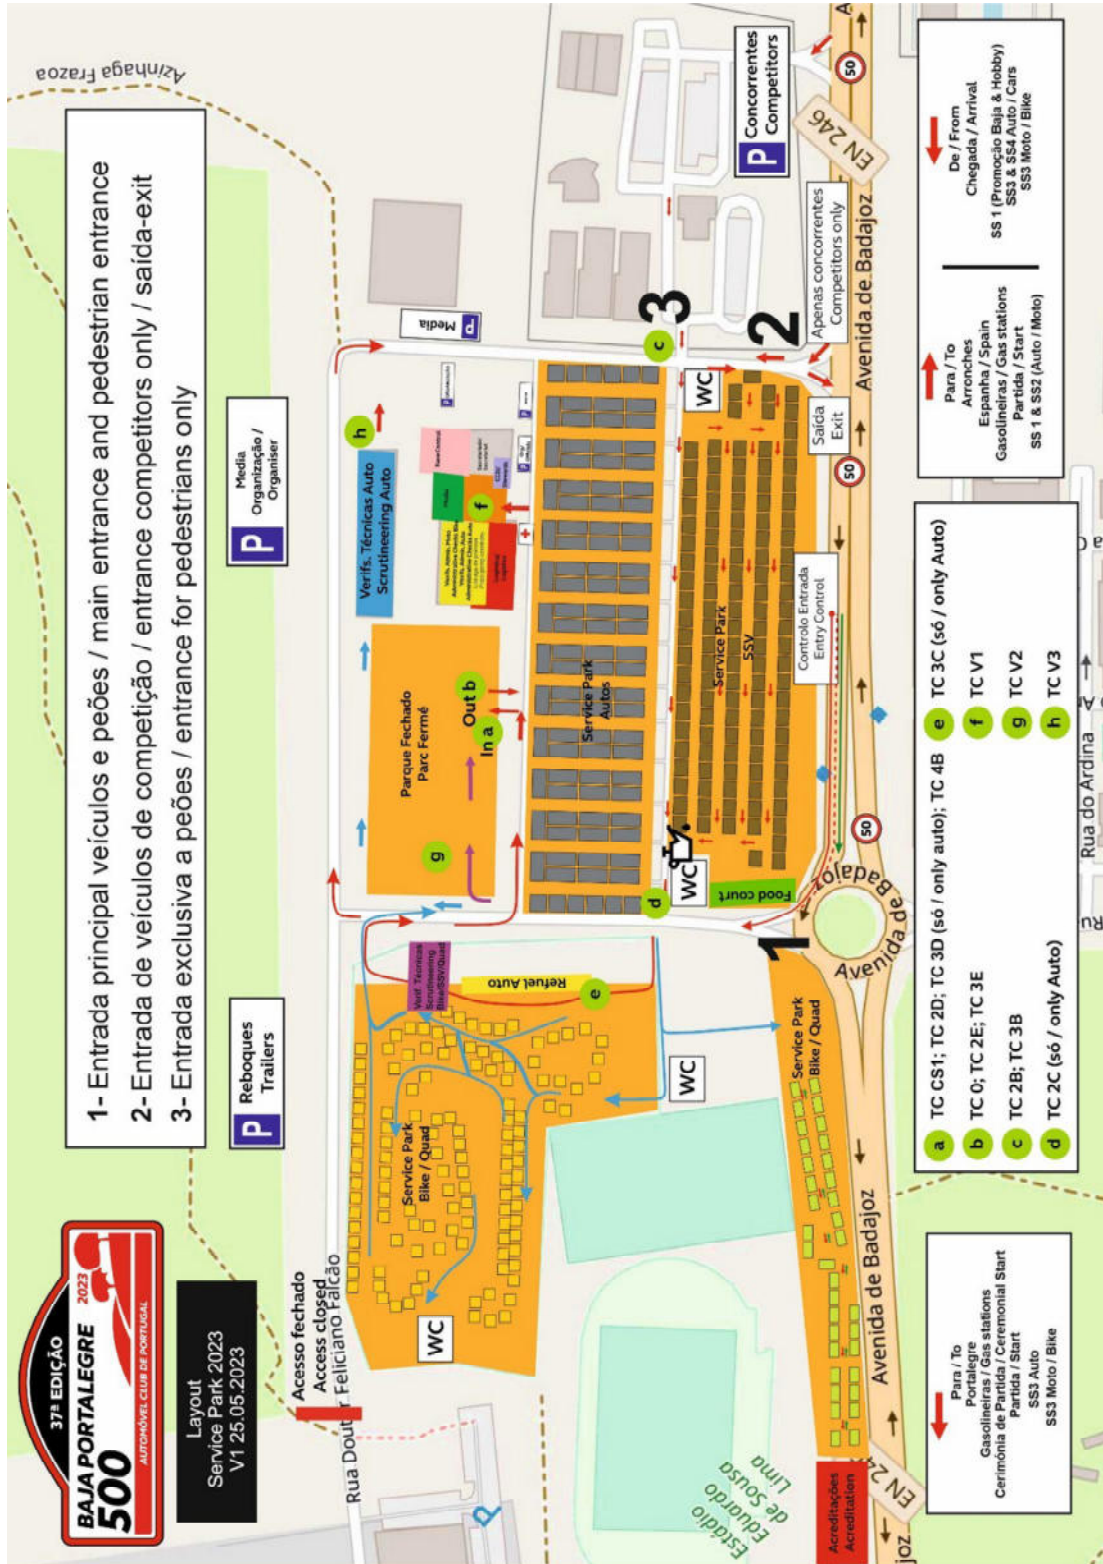 37ª EDIÇÃO
BAJA PORTALEGRE
500
2023
AUTOMÓVEL CLUB DE PORTUGAL
Layout
Service Park 2023
V1 25.05.2023
1- Entrada principal veículos e peões / main entrance and pedestrian entrance
2- Entrada de veículos de competição / entrance competitors only / saída-exit
3- Entrada exclusiva a peões / entrance for pedestrians only
Azinhaga Frazoa
P
Reboques
Trailers
P
Media
Organização /
Organiser
Acesso fechado
Access closed
Rua Doutor Feliciano Falcão
WC
Service Park
Bike / Quad
Verif. Técnicas
Scrutineering
Bike/SSV/Quad
Refuel Auto
e
WC
g
Parque Fechado
Parc Fermé
In a
Out b
Verifs. Técnicas Auto
Scrutineering Auto
h
Media
P
f
Media
P
Service Park
Autos
d
c
WC
WC
Food court
Service Park
SSV
3
2
1
P
Concorrentes
Competitors
Apenas concorrentes
Competitors only
Saída
Exit
Controlo Entrada
Entry Control
EN 246
50
50
50
Avenida de Badajoz
Avenida de Badajoz
Avenida de Badajoz
Avenida de Badajoz
Service Park
Bike / Quad
Estádio
Eduardo
de Sousa
Lima
P
Acreditações
Accreditation
EN 24
joz
Rua do Ardina
Para / To
Portalegre
Gasolineiras / Gas stations
Cerimónia de Partida / Ceremonial Start
Partida / Start
SS3 Auto
SS3 Moto / Bike
a TC CS1; TC 2D; TC 3D (só / only auto); TC 4B
b TC 0; TC 2E; TC 3E
c TC 2B; TC 3B
d TC 2C (só / only Auto)
e TC 3C (só / only Auto)
f TC V1
g TC V2
h TC V3
Para / To
Arronches
Espanha / Spain
Gasolineiras / Gas stations
Partida / Start
SS 1 & SS2 (Auto / Moto)
De / From
Chegada / Arrival
SS 1 (Promoção Baja & Hobby)
SS3 & SS4 Auto / Cars
SS3 Moto / Bike